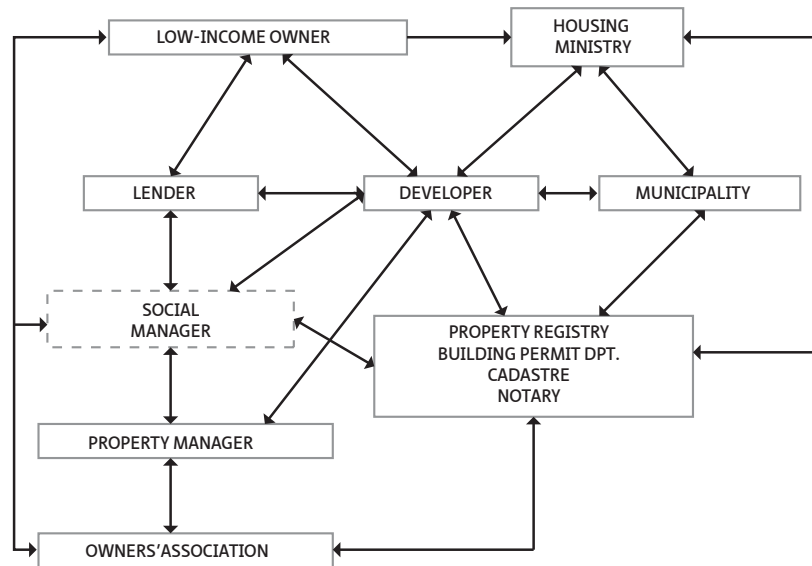 LOW-INCOME OWNER
HOUSING
MINISTRY
LENDER
DEVELOPER
MUNICIPALITY
SOCIAL
MANAGER
PROPERTY REGISTRY
BUILDING PERMIT DPT.
CADASTRE
NOTARY
PROPERTY MANAGER
OWNERS'ASSOCIATION